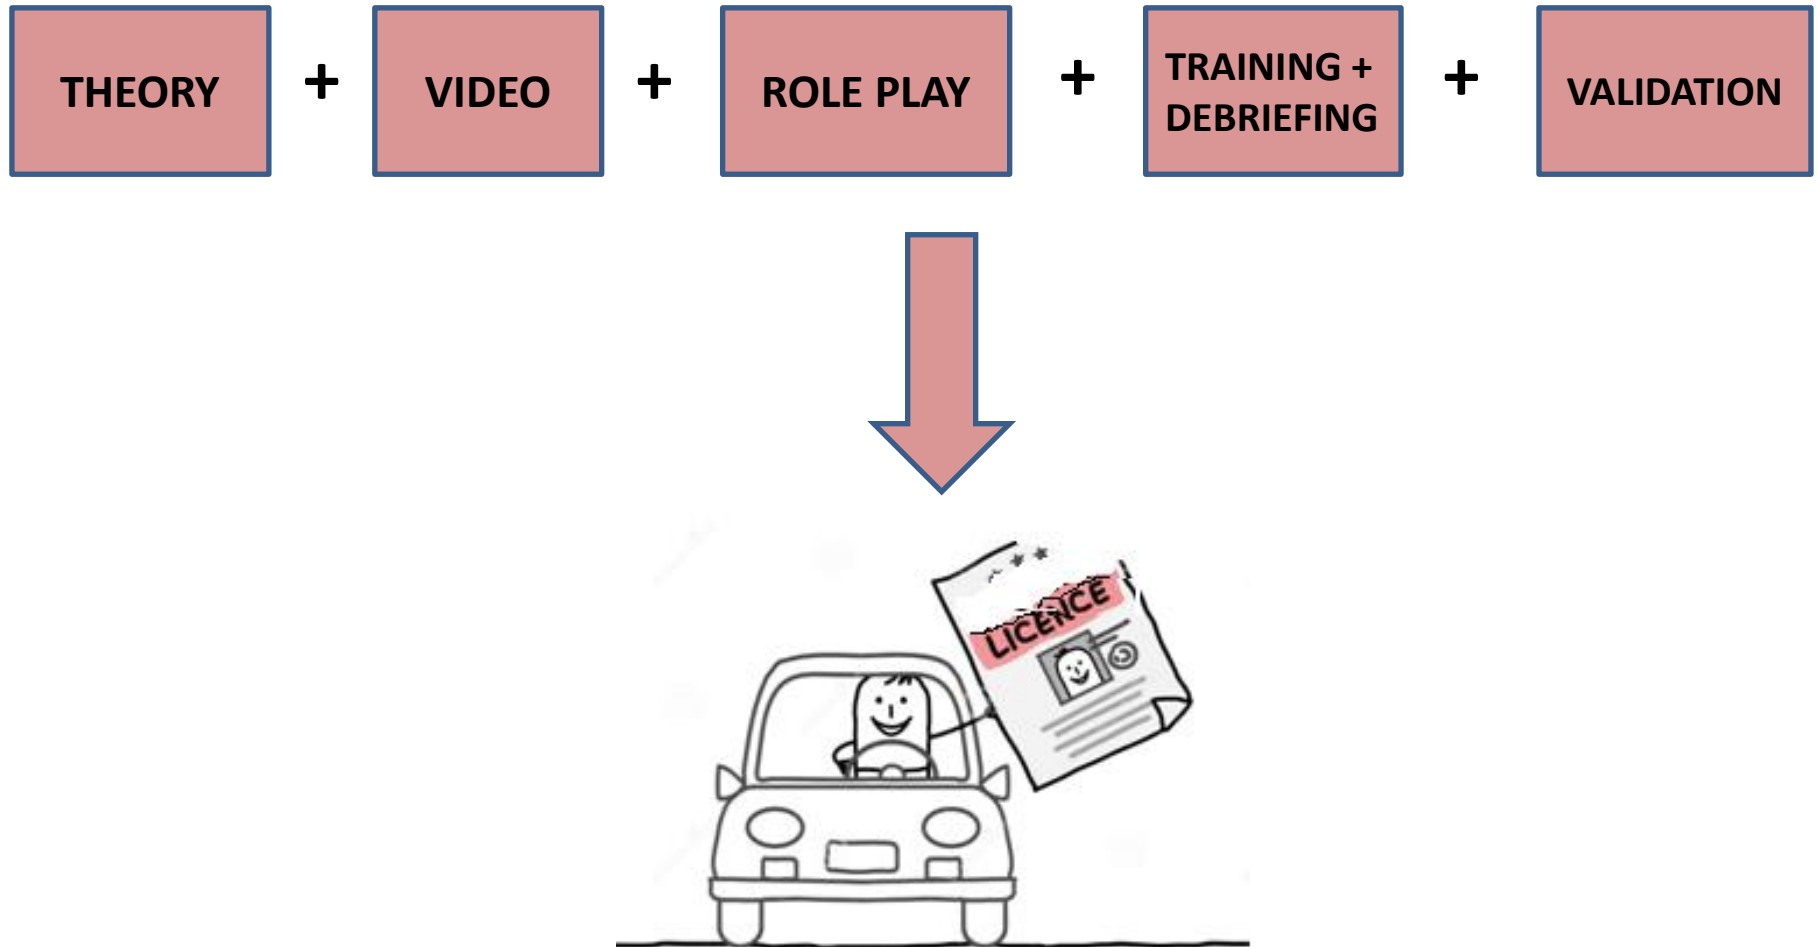 THEORY + VIDEO + ROLE PLAY + TRAINING +
DEBRIEFING + VALIDATION
LICENCE